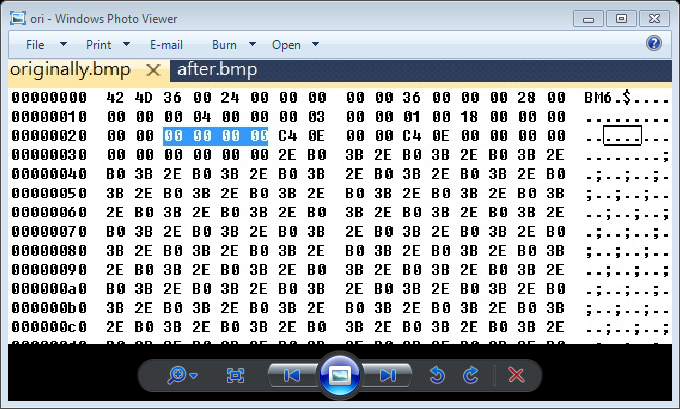 ori - Windows Photo Viewer
File Print E-mail Burn Open
originally.bmp after.bmp
00000000 42 4D 36 00 24 00 00 00 00 00 36 00 00 00 28 00 BM6.$....
00000010 00 00 00 04 00 00 00 03 00 00 01 00 18 00 00 00 .........
00000020 00 00 00 00 00 00 C4 0E 00 00 C4 0E 00 00 00 00 .........
00000030 00 00 00 00 00 00 2E B0 3B 2E B0 3B 2E B0 3B 2E ........;
00000040 B0 3B 2E B0 3B 2E B0 3B 2E B0 3B 2E B0 3B 2E B0 .;..;..;.
00000050 3B 2E B0 3B 2E B0 3B 2E B0 3B 2E B0 3B 2E B0 3B ;..;..;..
00000060 2E B0 3B 2E B0 3B 2E B0 3B 2E B0 3B 2E B0 3B 2E ..;..;..;
00000070 B0 3B 2E B0 3B 2E B0 3B 2E B0 3B 2E B0 3B 2E B0 .;..;..;.
00000080 3B 2E B0 3B 2E B0 3B 2E B0 3B 2E B0 3B 2E B0 3B ;..;..;..
00000090 2E B0 3B 2E B0 3B 2E B0 3B 2E B0 3B 2E B0 3B 2E ..;..;..;
000000a0 B0 3B 2E B0 3B 2E B0 3B 2E B0 3B 2E B0 3B 2E B0 .;..;..;.
000000b0 3B 2E B0 3B 2E B0 3B 2E B0 3B 2E B0 3B 2E B0 3B ;..;..;..
000000c0 2E B0 3B 2E B0 3B 2E B0 3B 2E B0 3B 2E B0 3B 2E ..;..;..;